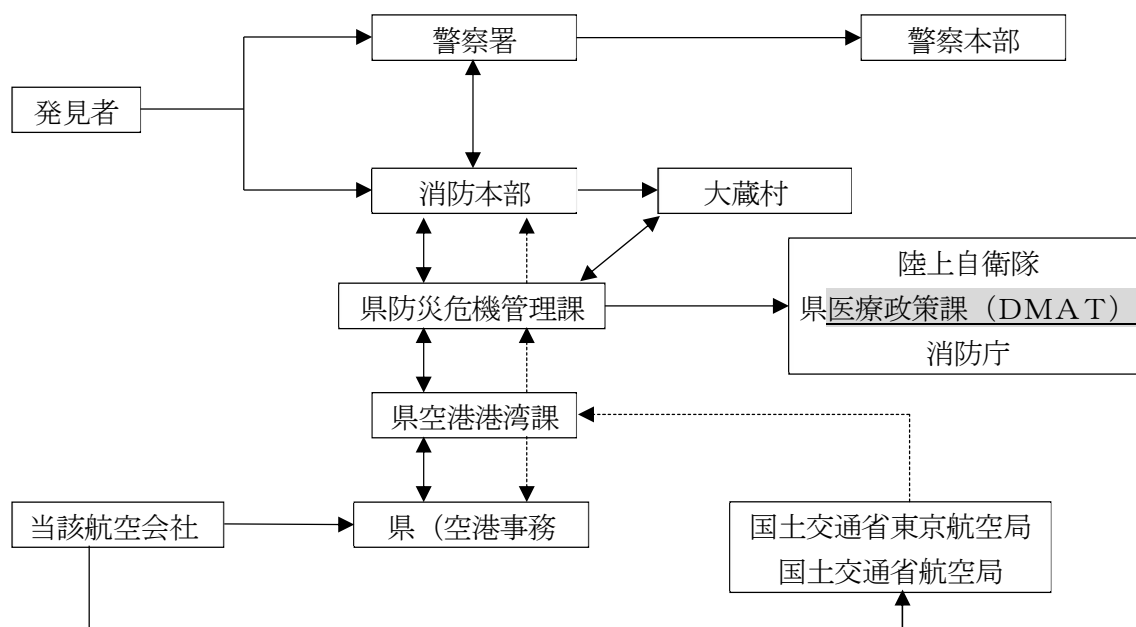 警察署
警察本部
発見者
消防本部
大蔵村
陸上自衛隊
県医療政策課（ＤＭＡＴ）
消防庁
県防災危機管理課
県空港港湾課
当該航空会社
県（空港事務
国土交通省東京航空局
国土交通省航空局